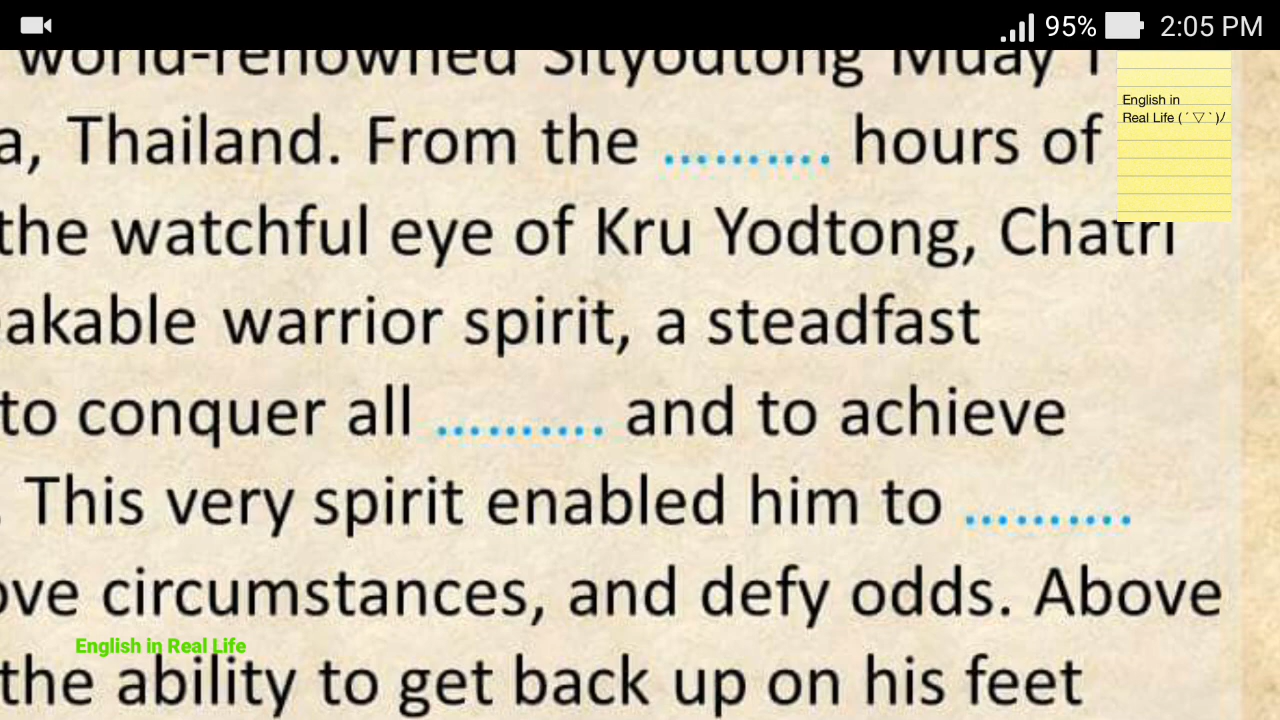 95% 2:05 PM
world-renowned Sityodtong Muay
English in
Real Life (´▽`)/
a, Thailand. From the .......... hours of
the watchful eye of Kru Yodtong, Chatri
akable warrior spirit, a steadfast
to conquer all .......... and to achieve
. This very spirit enabled him to ..........
ove circumstances, and defy odds. Above
English in Real Life
the ability to get back up on his feet